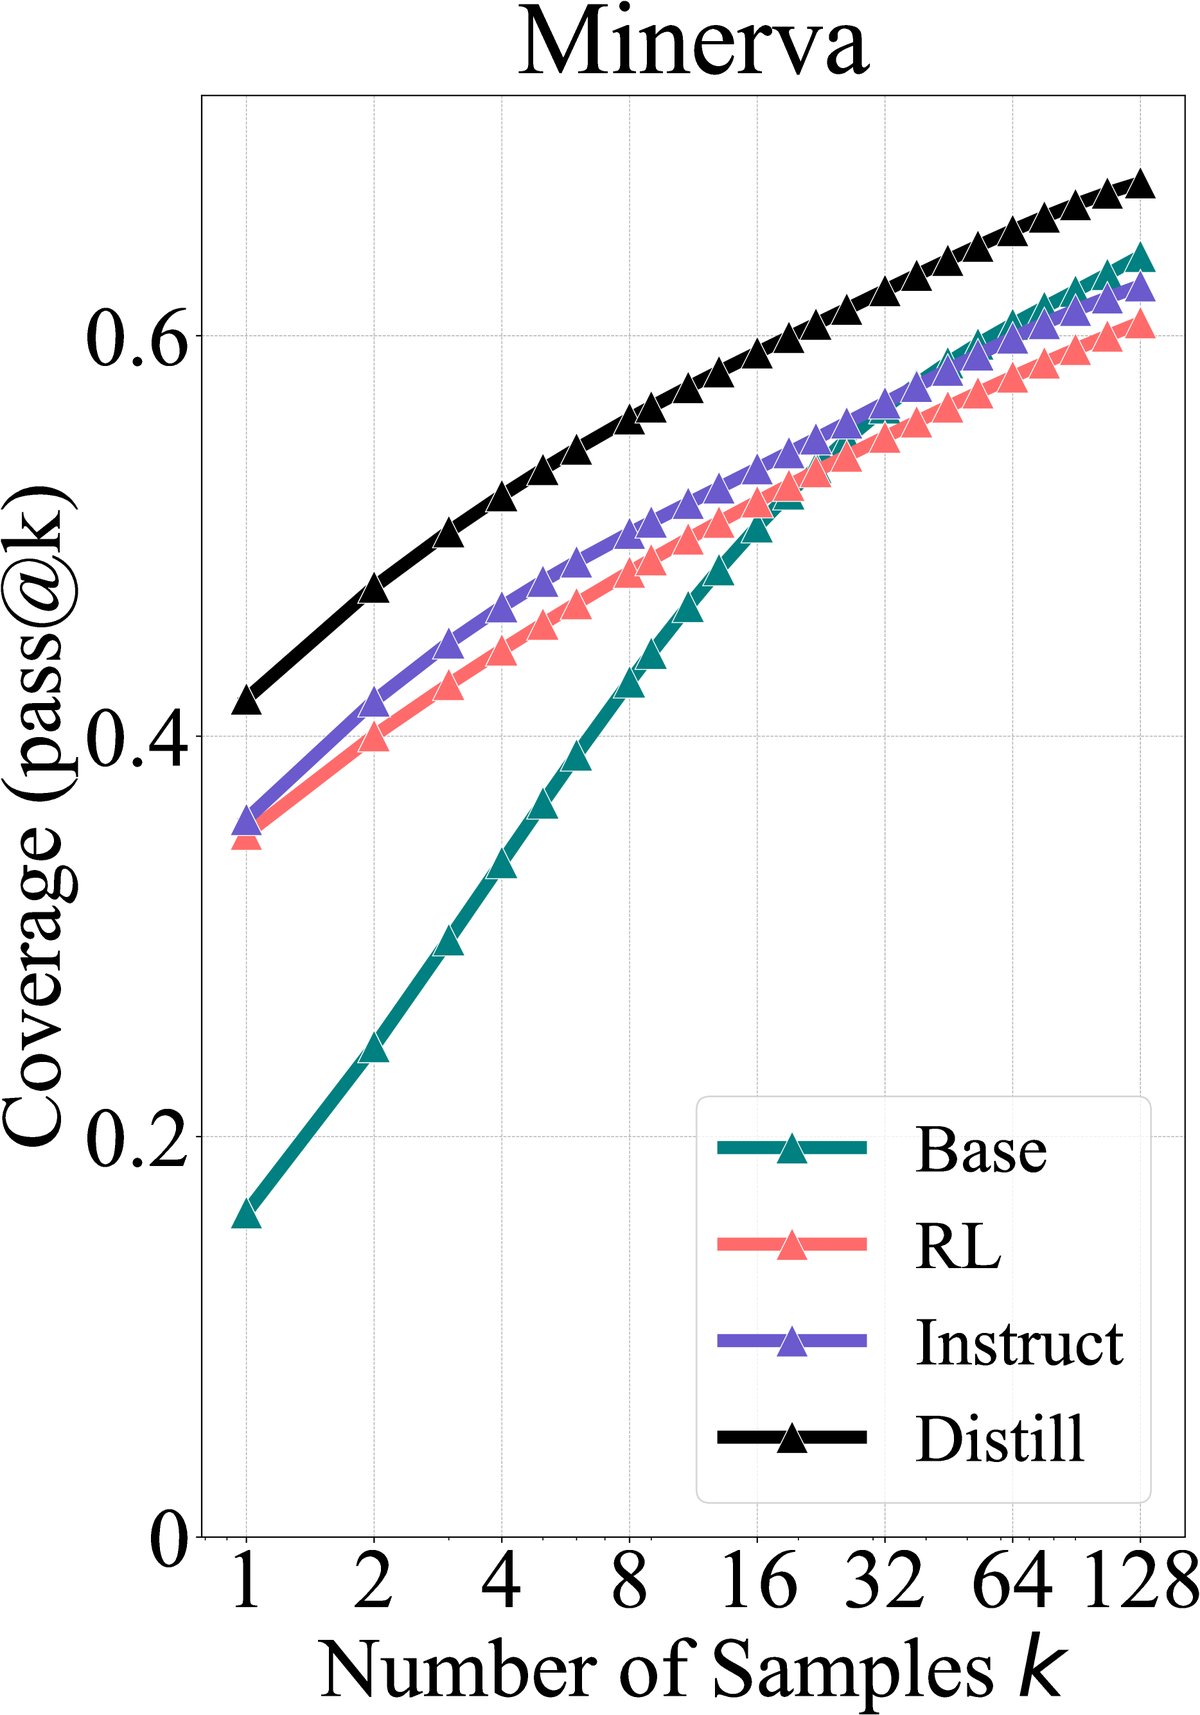 Minerva
Coverage (pass@k)
0.6
0.4
0.2
0
Base
RL
Instruct
Distill
1 2 4 8 16 32 64 128
Number of Samples k